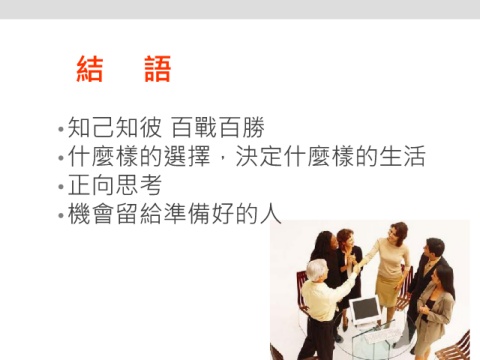 結 語
•知己知彼 百戰百勝
•什麼樣的選擇，決定什麼樣的生活
•正向思考
•機會留給準備好的人